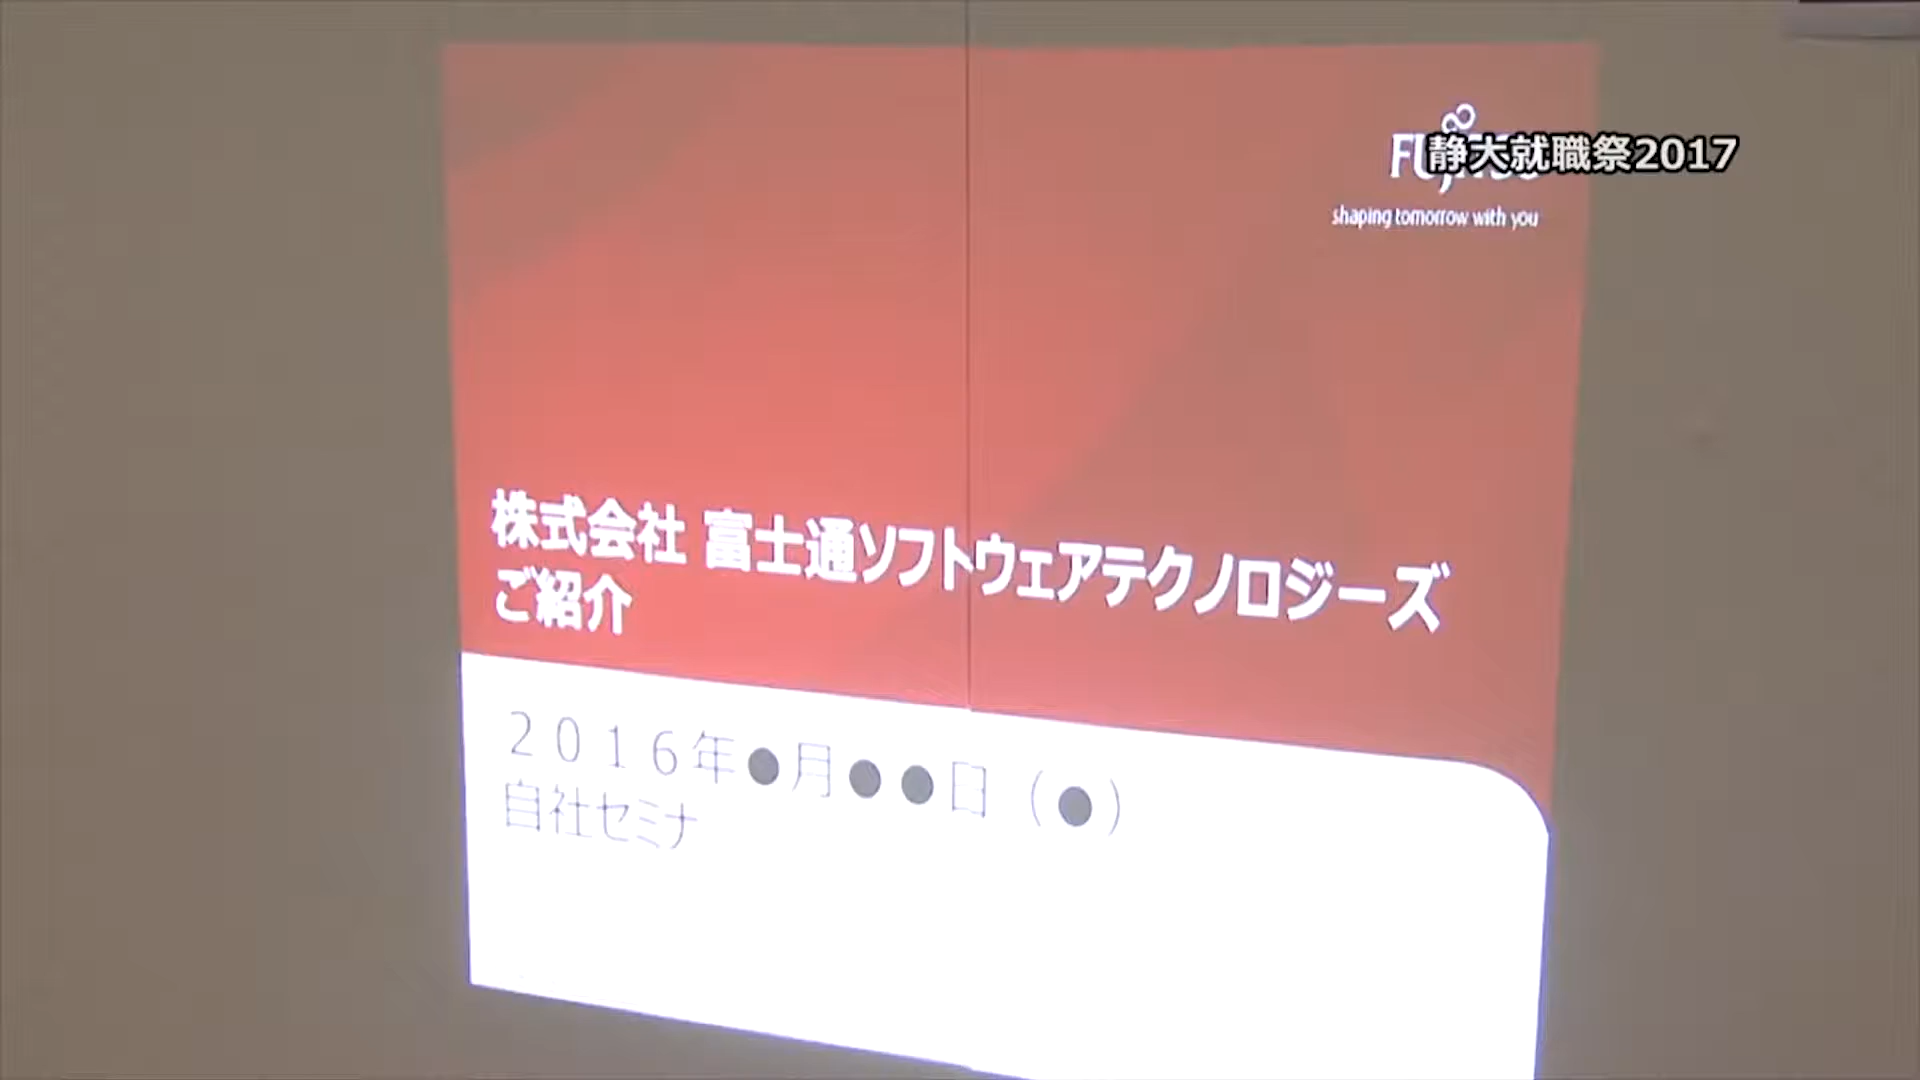 静大就職祭2017
shaping tomorrow with you
株式会社 富士通ソフトウェアテクノロジーズ
ご紹介
２０１６年●月●●日（●）
自社セミナ